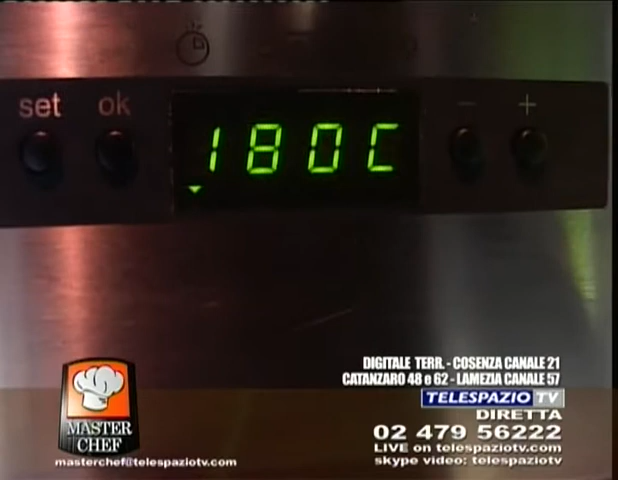 set ok - +
180C
DIGITALE TERR. - COSENZA CANALE 21
CATANZARO 48 e 62 - LAMEZIA CANALE 57
TELESPAZIO TV
DIRETTA
02 479 56222
LIVE on telespaziotv.com
skype video: telespaziotv
MASTER
CHEF
masterchef@telespaziotv.com